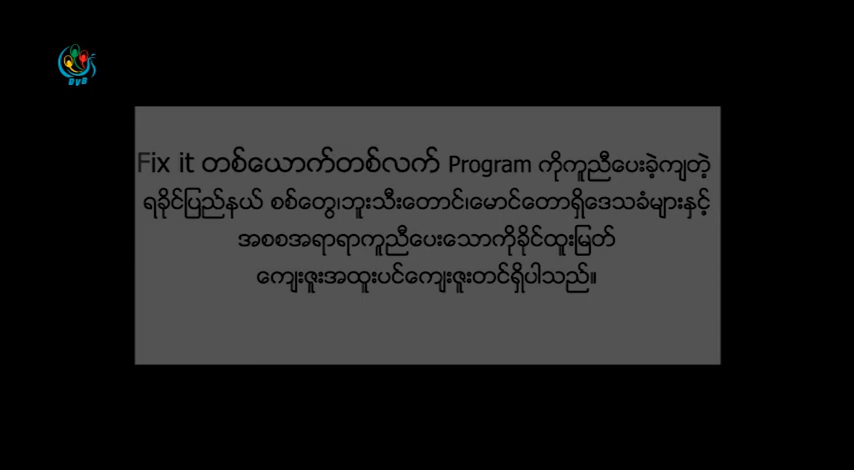 DVB
Fix it တစ်ယောက်တစ်လက် Program ကိုကူညီပေးခဲ့ကျတဲ့
ရခိုင်ပြည်နယ် စစ်တွေ၊ဘူးသီးတောင်၊မောင်တောရှိဒေသခံများနှင့်
အစစအရာရာကူညီပေးသောကိုခိုင်ထူးမြတ်
ကျေးဇူးအထူးပင်ကျေးဇူးတင်ရှိပါသည်။